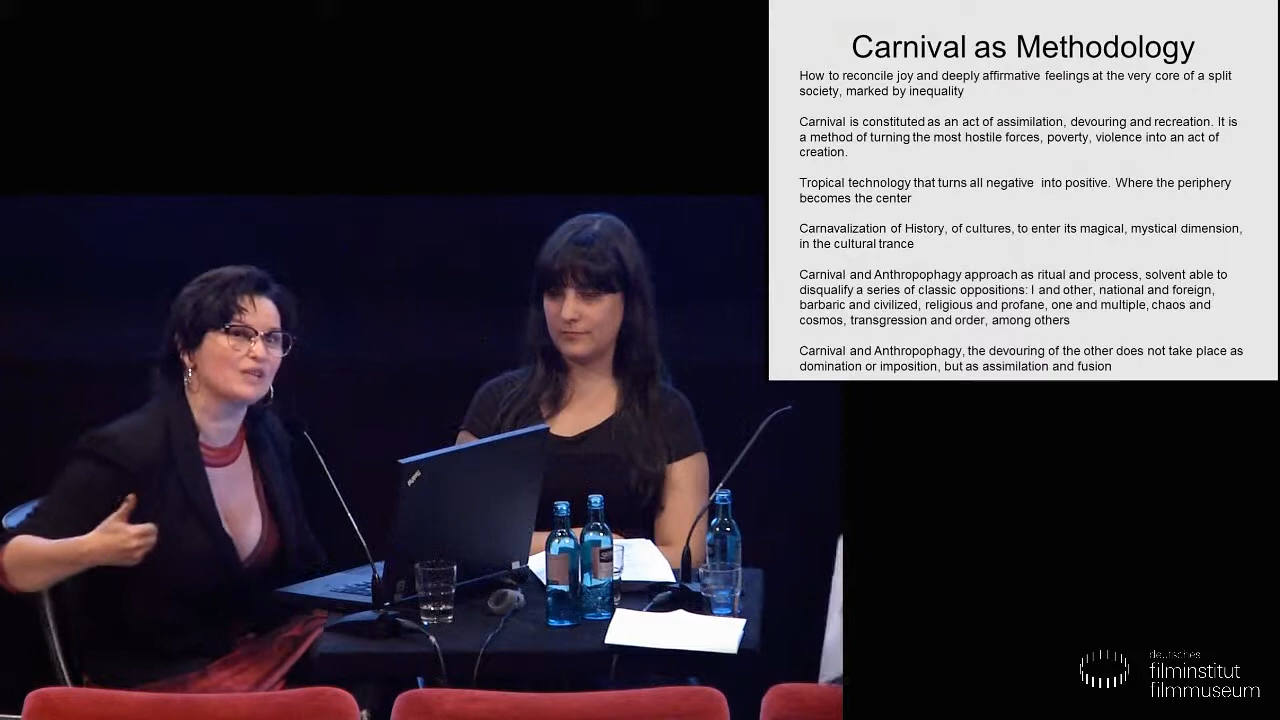 Carnival as Methodology
How to reconcile joy and deeply affirmative feelings at the very core of a split
society, marked by inequality
Carnival is constituted as an act of assimilation, devouring and recreation. It is
a method of turning the most hostile forces, poverty, violence into an act of
creation.
Tropical technology that turns all negative into positive. Where the periphery
becomes the center
Carnavalization of History, of cultures, to enter its magical, mystical dimension,
in the cultural trance
Carnival and Anthropophagy approach as ritual and process, solvent able to
disqualify a series of classic oppositions: I and other, national and foreign,
barbaric and civilized, religious and profane, one and multiple, chaos and
cosmos, transgression and order, among others
Carnival and Anthropophagy, the devouring of the other does not take place as
domination or imposition, but as assimilation and fusion
deutsches
filminstitut
filmmuseum